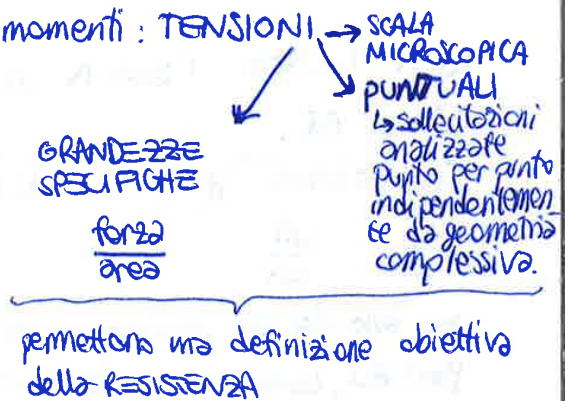 momenti : TENSIONI → SCALA
MICROSCOPICA
PUNTUALI
↳ sollecitazioni
analizzate
punto per punto
indipendentemen_
te da geometria
complessiva.
GRANDEZZE
SPECIFICHE
forza
area
permettono una definizione obiettiva
della RESISTENZA